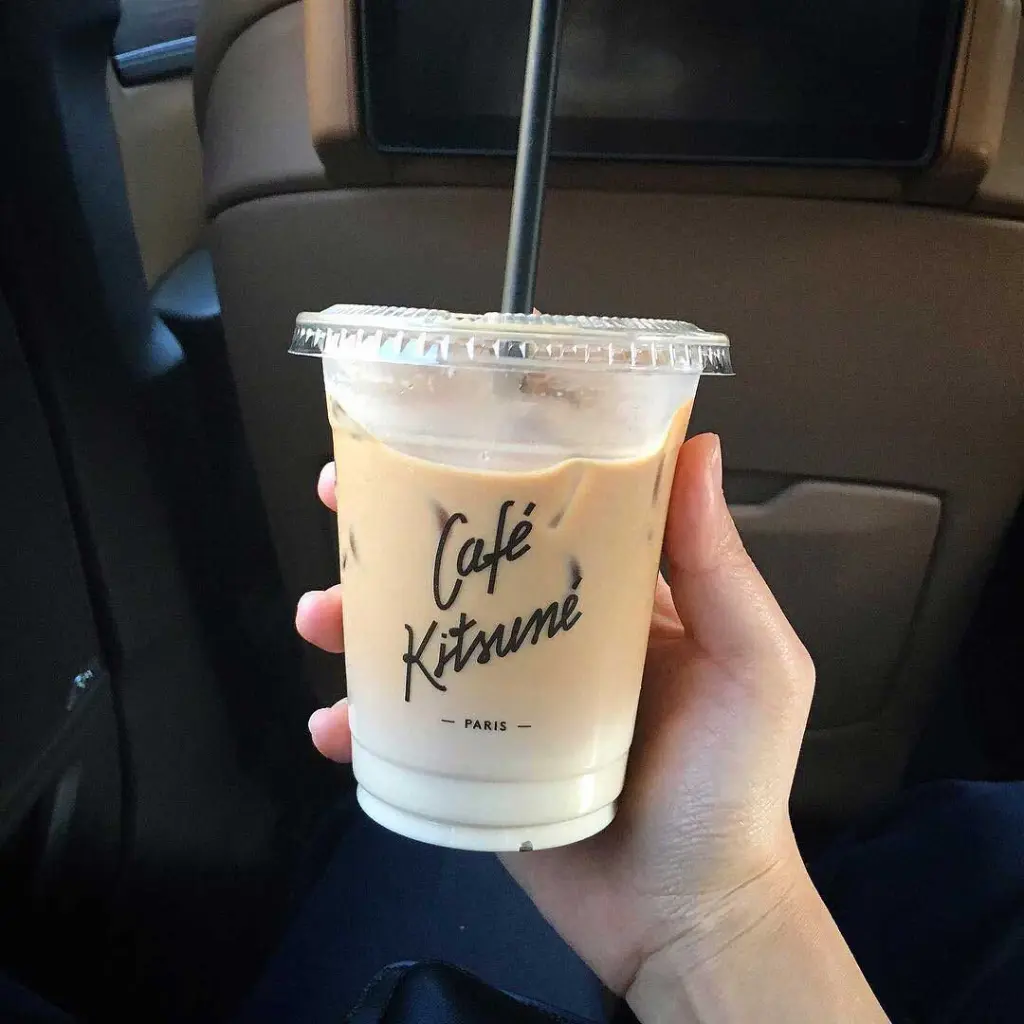 Café
Kitsuné
— PARIS —